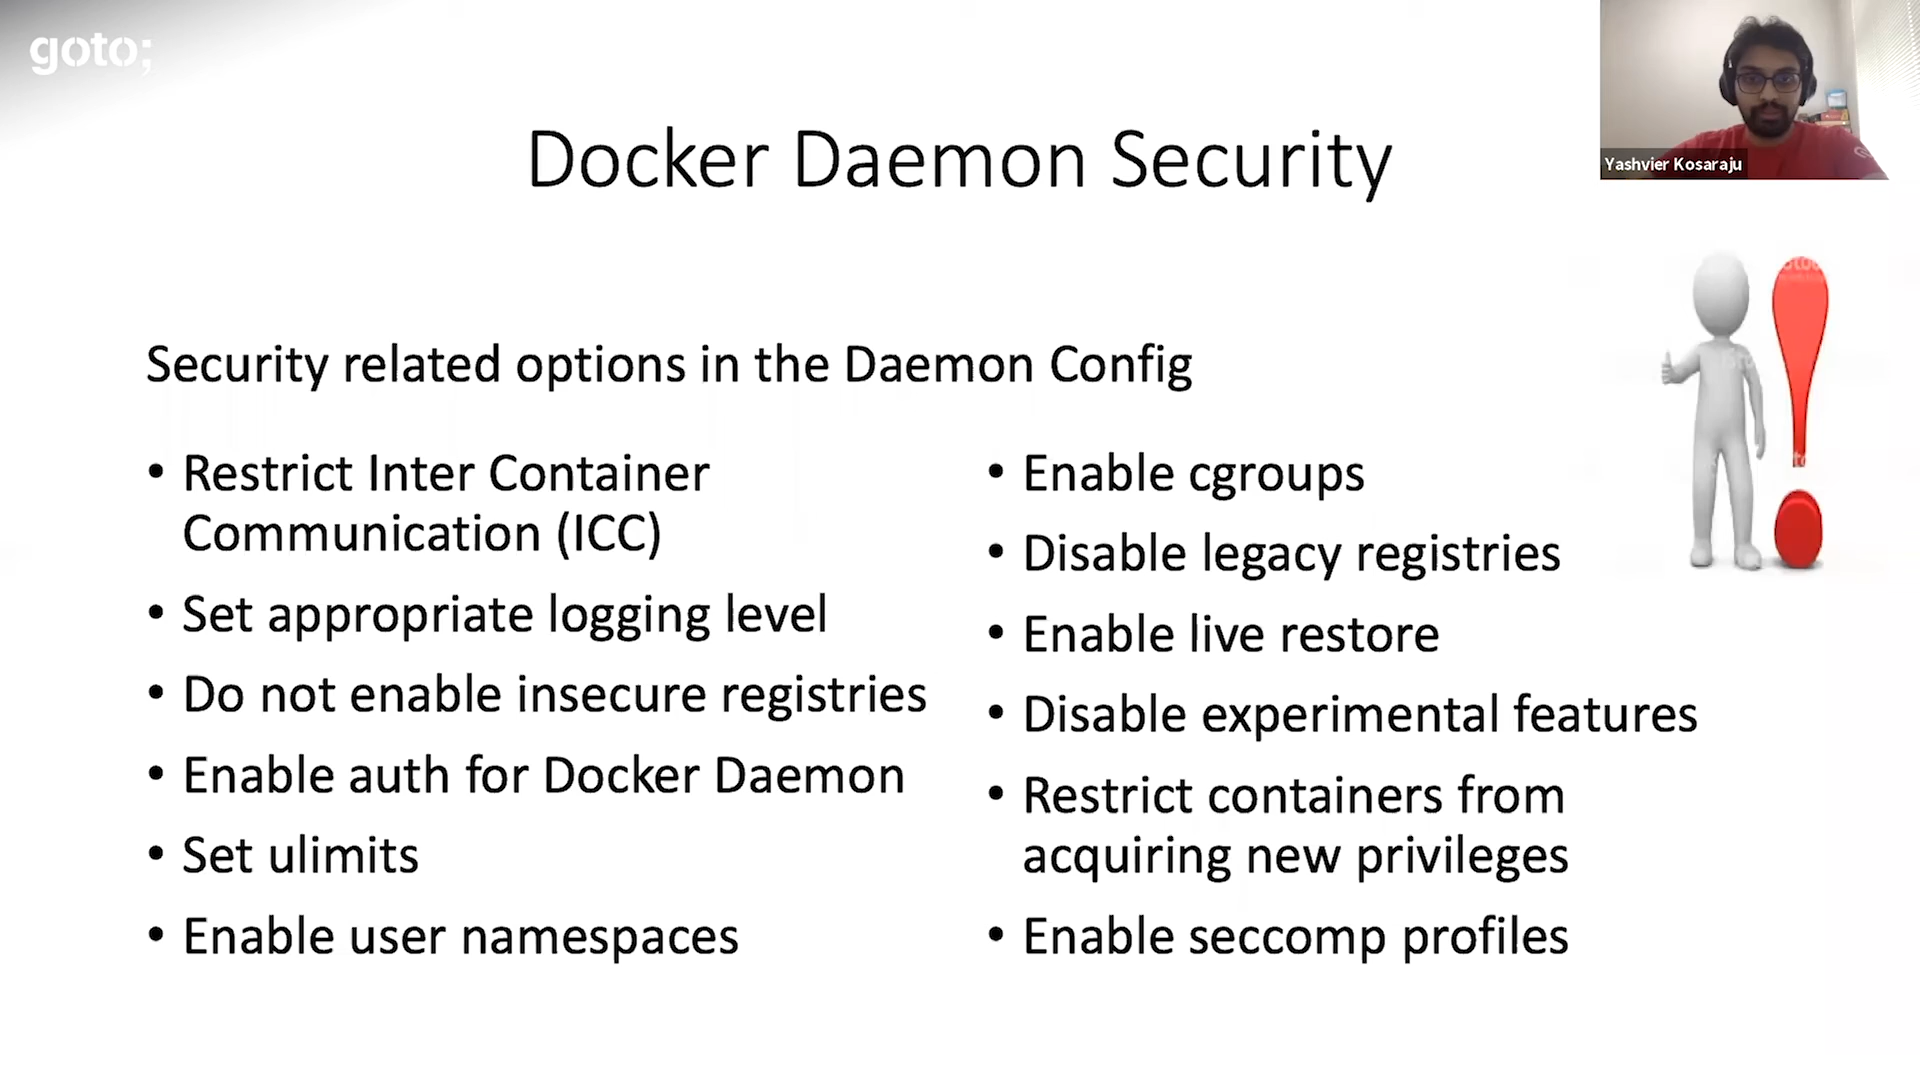 goto;
Yashvier Kosaraju
Docker Daemon Security
Security related options in the Daemon Config
• Restrict Inter Container
Communication (ICC)
• Set appropriate logging level
• Do not enable insecure registries
• Enable auth for Docker Daemon
• Set ulimits
• Enable user namespaces
• Enable cgroups
• Disable legacy registries
• Enable live restore
• Disable experimental features
• Restrict containers from
acquiring new privileges
• Enable seccomp profiles